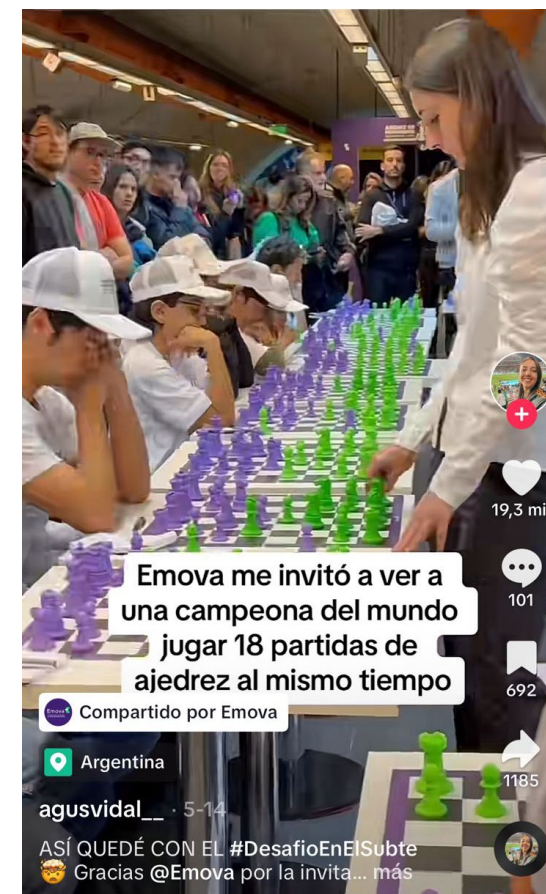 Emova me invitó a ver a
una campeona del mundo
jugar 18 partidas de
ajedrez al mismo tiempo
19,3 mi
101
692
1185
Emova
Compartido por Emova
Argentina
agusvidal__ · 5-14
ASÍ QUEDÉ CON EL #DesafioEnElSubte
🤯 Gracias @Emova por la invita... más